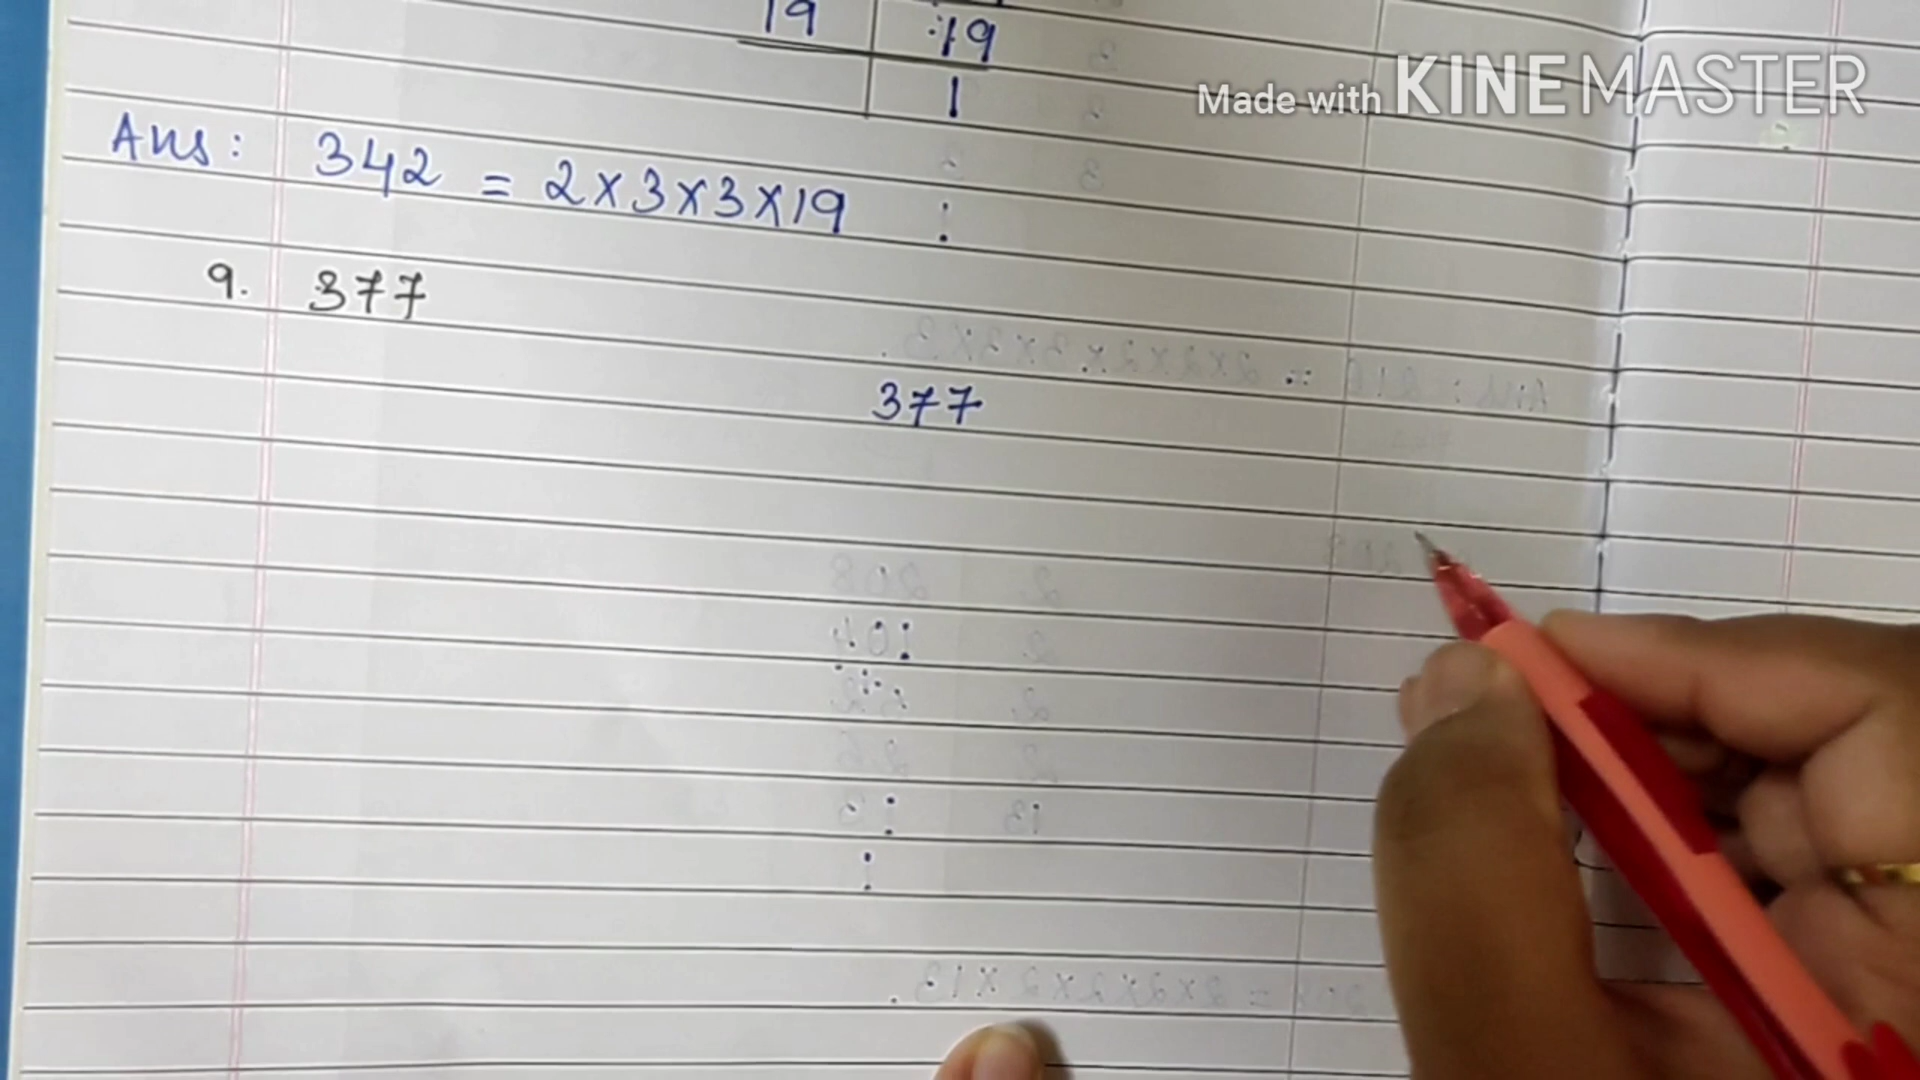 19 | 19
1
Made with KINEMASTER
Ans: 342 = 2×3×3×19
9. 377
377